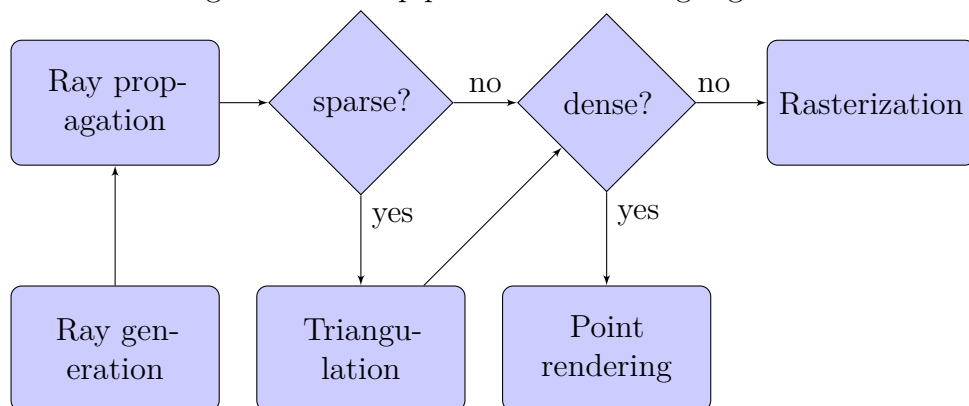 Ray prop-
agation
sparse?
no
dense?
no
Rasterization
yes
yes
Ray gen-
eration
Triangu-
lation
Point
rendering